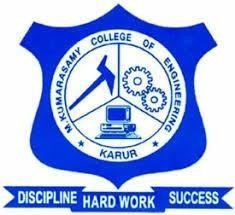 M.KUMARASAMY COLLEGE OF ENGINEERING
KARUR
DISCIPLINE HARD WORK SUCCESS